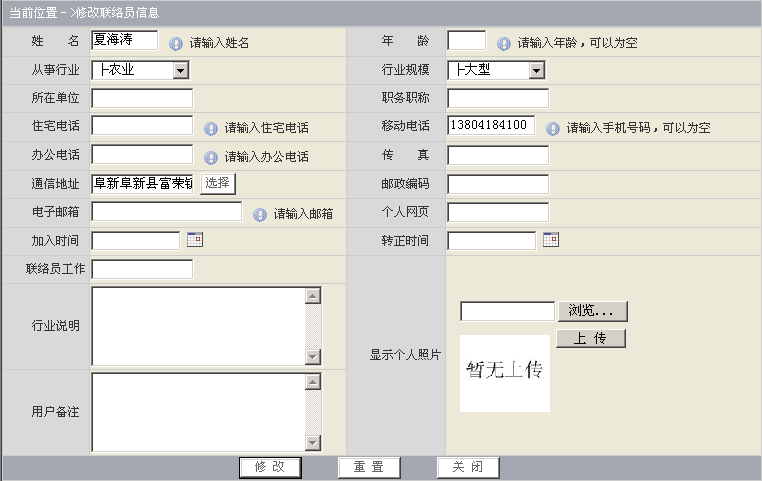 当前位置－>修改联络员信息
姓　　名 夏海涛 请输入姓名 年　　龄 请输入年龄，可以为空
从事行业 ├农业 行业规模 ├大型
所在单位 职务职称
住宅电话 请输入住宅电话 移动电话 13804184100 请输入手机号码，可以为空
办公电话 请输入办公电话 传　　真
通信地址 阜新阜新县富荣镇 选择 邮政编码
电子邮箱 请输入邮箱 个人网页
加入时间 转正时间
联络员工作
行业说明
显示个人照片 浏览...
上 传
暂无上传
用户备注
修 改 重 置 关 闭